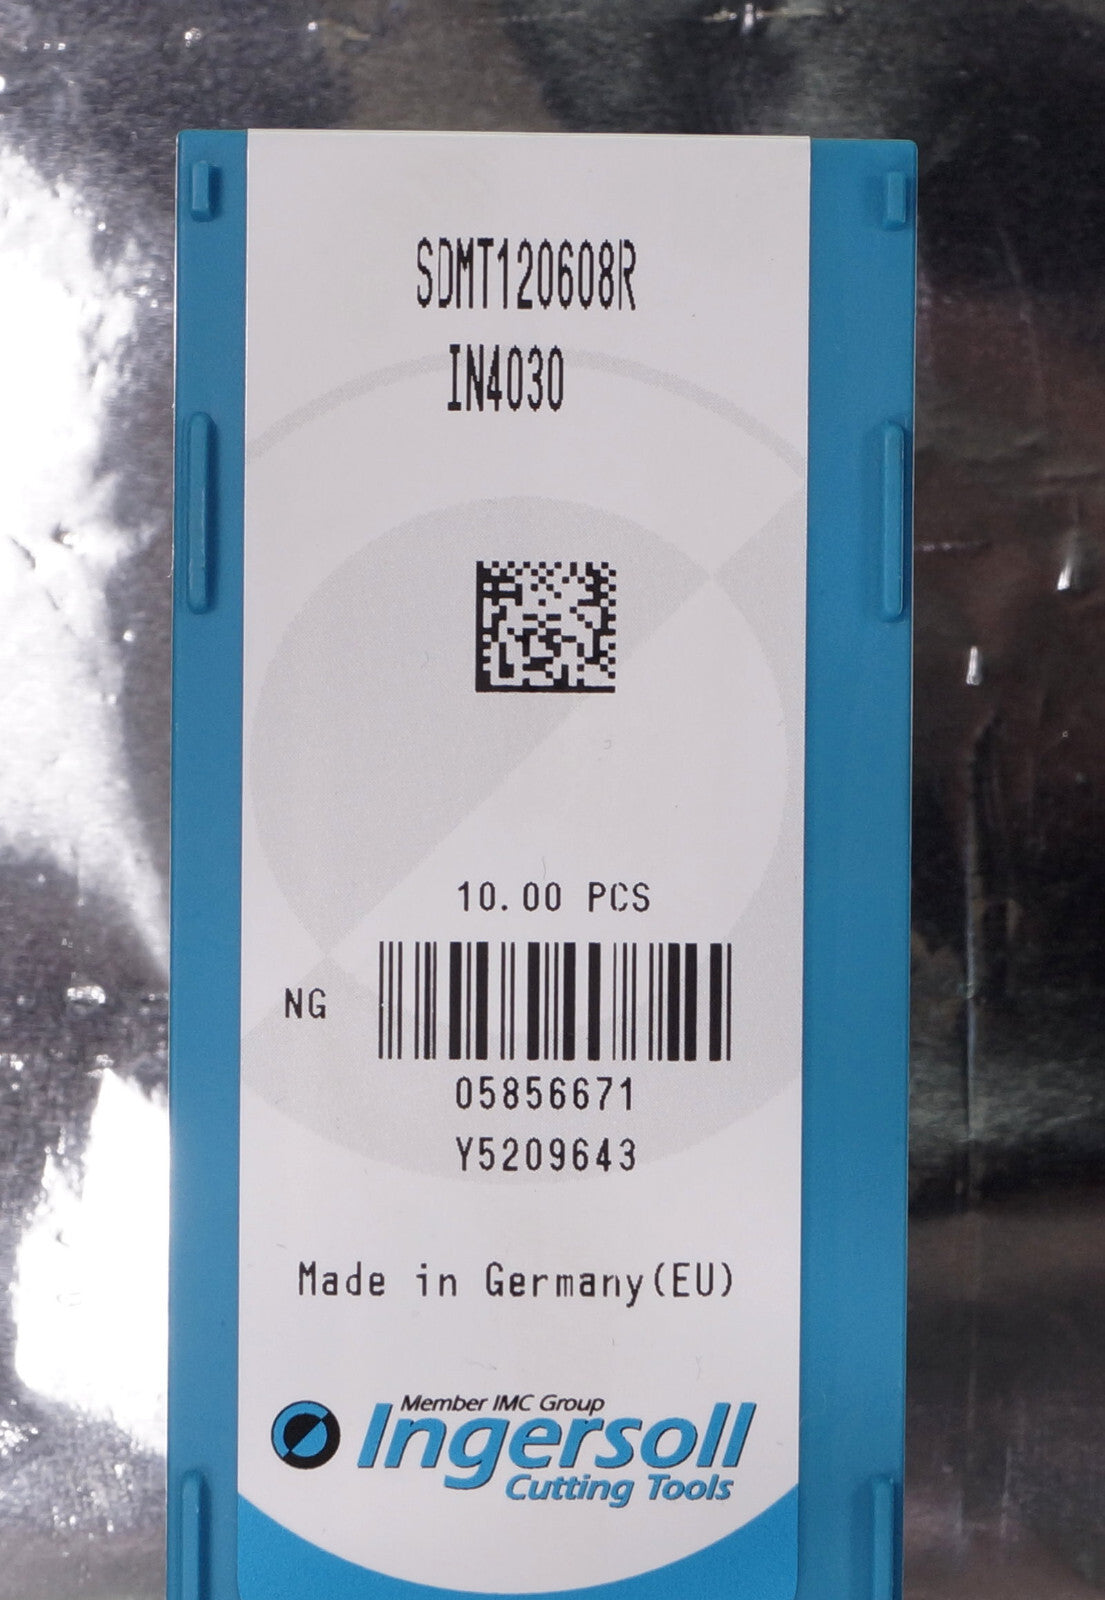 SDMT120608R
IN4030
10.00 PCS
NG
05856671
Y5209643
Made in Germany(EU)
Member IMC Group
Ingersoll
Cutting Tools